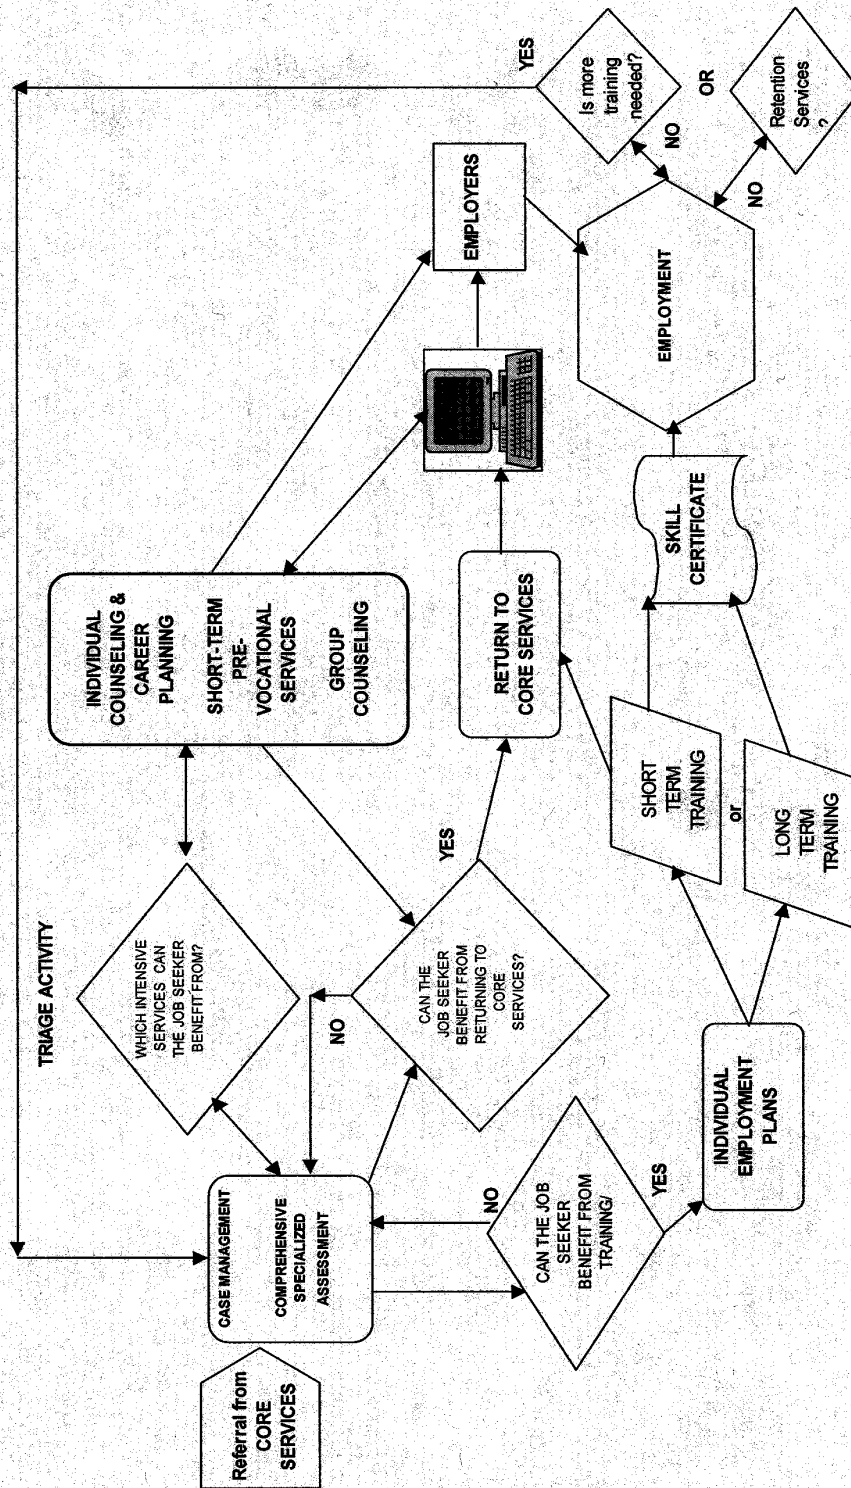 TRIAGE ACTIVITY
Referral from
CORE
SERVICES
CASE MANAGEMENT
COMPREHENSIVE
SPECIALIZED
ASSESSMENT
WHICH INTENSIVE
SERVICES CAN
THE JOB SEEKER
BENEFIT FROM?
INDIVIDUAL
COUNSELING &
CAREER
PLANNING
SHORT-TERM
PRE-
VOCATIONAL
SERVICES
GROUP
COUNSELING
NO
CAN THE
JOB SEEKER
BENEFIT FROM
RETURNING TO
CORE
SERVICES?
YES
RETURN TO
CORE SERVICES
EMPLOYERS
NO
CAN THE JOB
SEEKER
BENEFIT FROM
TRAINING/
YES
INDIVIDUAL
EMPLOYMENT
PLANS
SHORT
TERM
TRAINING
or
LONG
TERM
TRAINING
SKILL
CERTIFICATE
EMPLOYMENT
NO
NO
YES
Is more
training
needed?
OR
Retention
Services
?